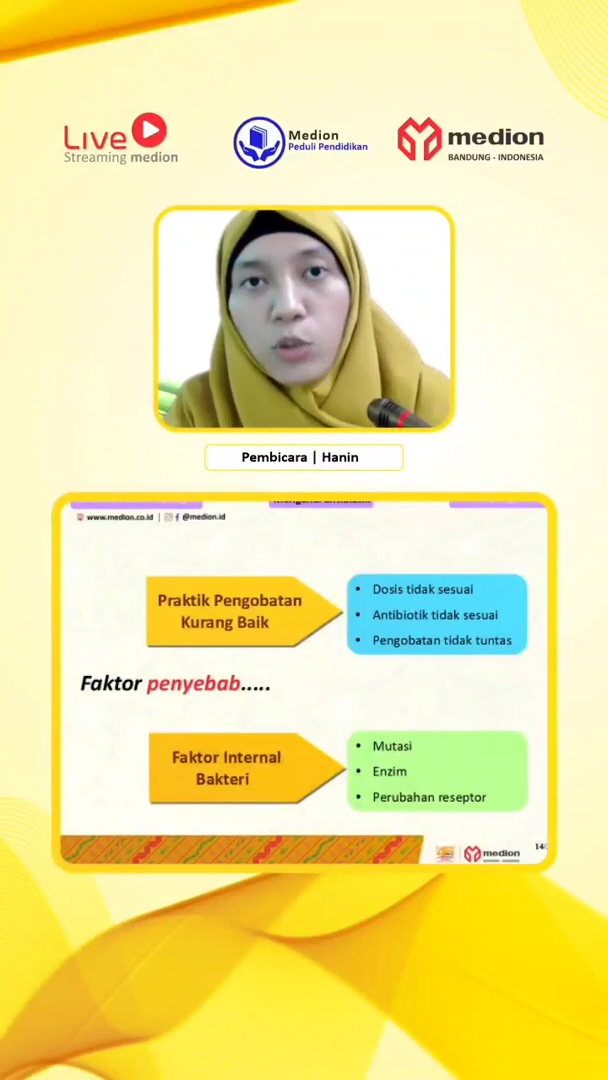 Live
Streaming medion
Medion
Peduli Pendidikan
medion
BANDUNG - INDONESIA
Pembicara | Hanin
www.medion.co.id | @medion.id
Praktik Pengobatan
Kurang Baik
• Dosis tidak sesuai
• Antibiotik tidak sesuai
• Pengobatan tidak tuntas
Faktor penyebab.....
Faktor Internal
Bakteri
• Mutasi
• Enzim
• Perubahan reseptor
medion
14/